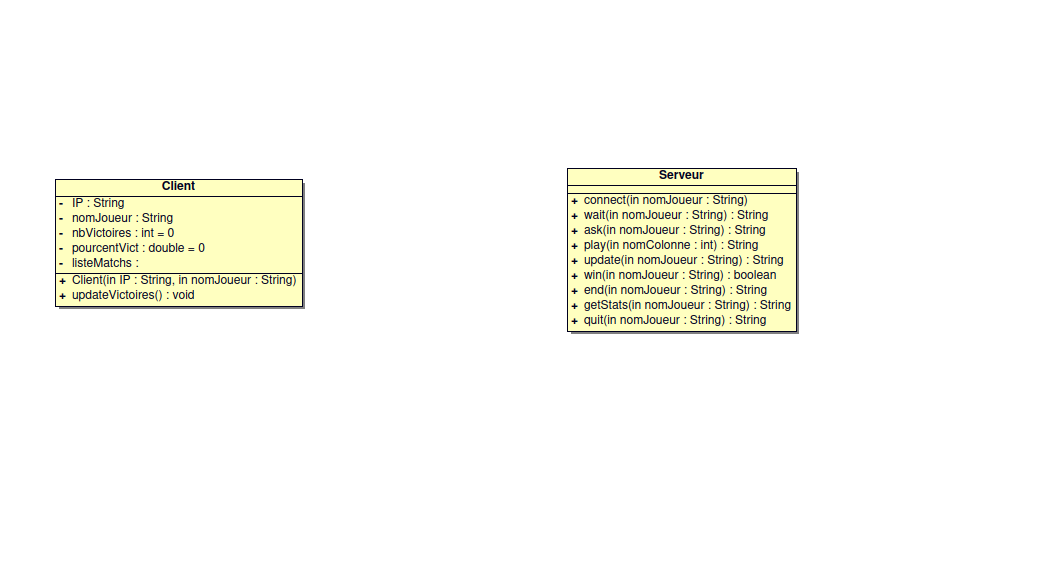 Client
- IP : String
- nomJoueur : String
- nbVictoires : int = 0
- pourcentVict : double = 0
- listeMatchs :
+ Client(in IP : String, in nomJoueur : String)
+ updateVictoires() : void
Serveur
+ connect(in nomJoueur : String)
+ wait(in nomJoueur : String) : String
+ ask(in nomJoueur : String) : String
+ play(in nomColonne : int) : String
+ update(in nomJoueur : String) : String
+ win(in nomJoueur : String) : boolean
+ end(in nomJoueur : String) : String
+ getStats(in nomJoueur : String) : String
+ quit(in nomJoueur : String) : String